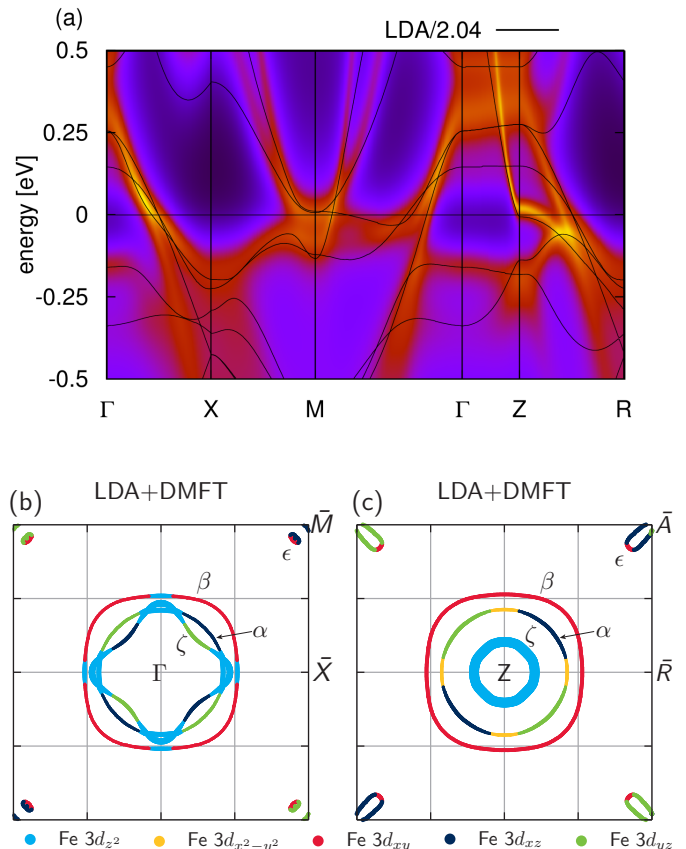 (a)
LDA/2.04
energy [eV]
0.5
0.25
0
-0.25
-0.5
Γ X M Γ Z R
(b) LDA+DMFT (c) LDA+DMFT
M̄ Ā
ϵ ϵ
β β
ζ α ζ α
Γ X̄ Z R̄
Fe 3d_{z²} Fe 3d_{x²−y²} Fe 3d_{xy} Fe 3d_{xz} Fe 3d_{yz}